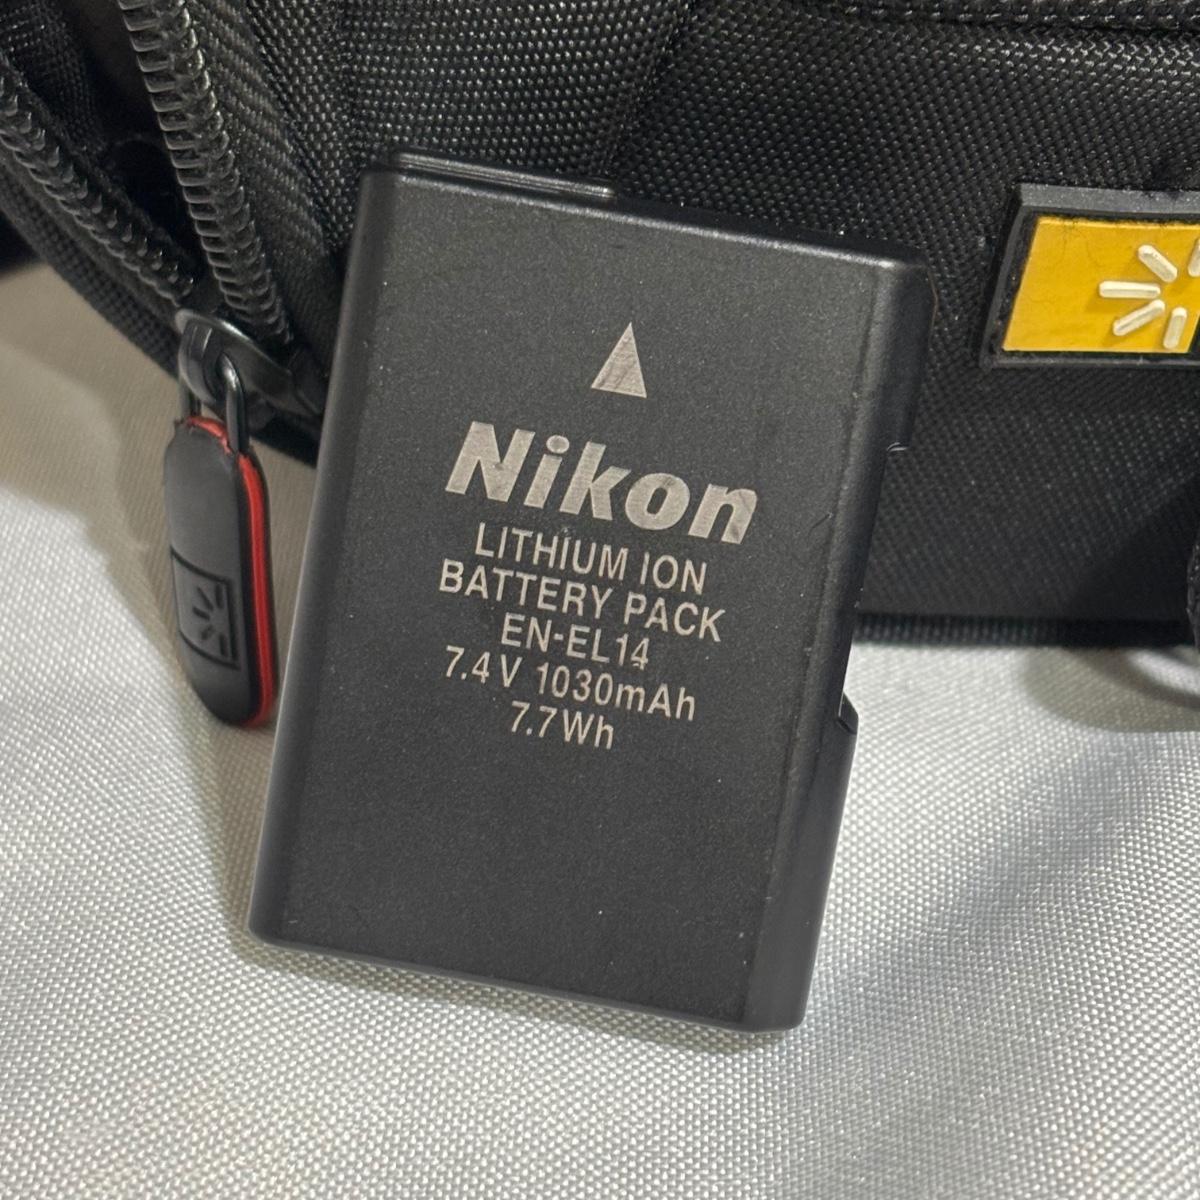 Nikon
LITHIUM ION
BATTERY PACK
EN-EL14
7.4V 1030mAh
7.7Wh